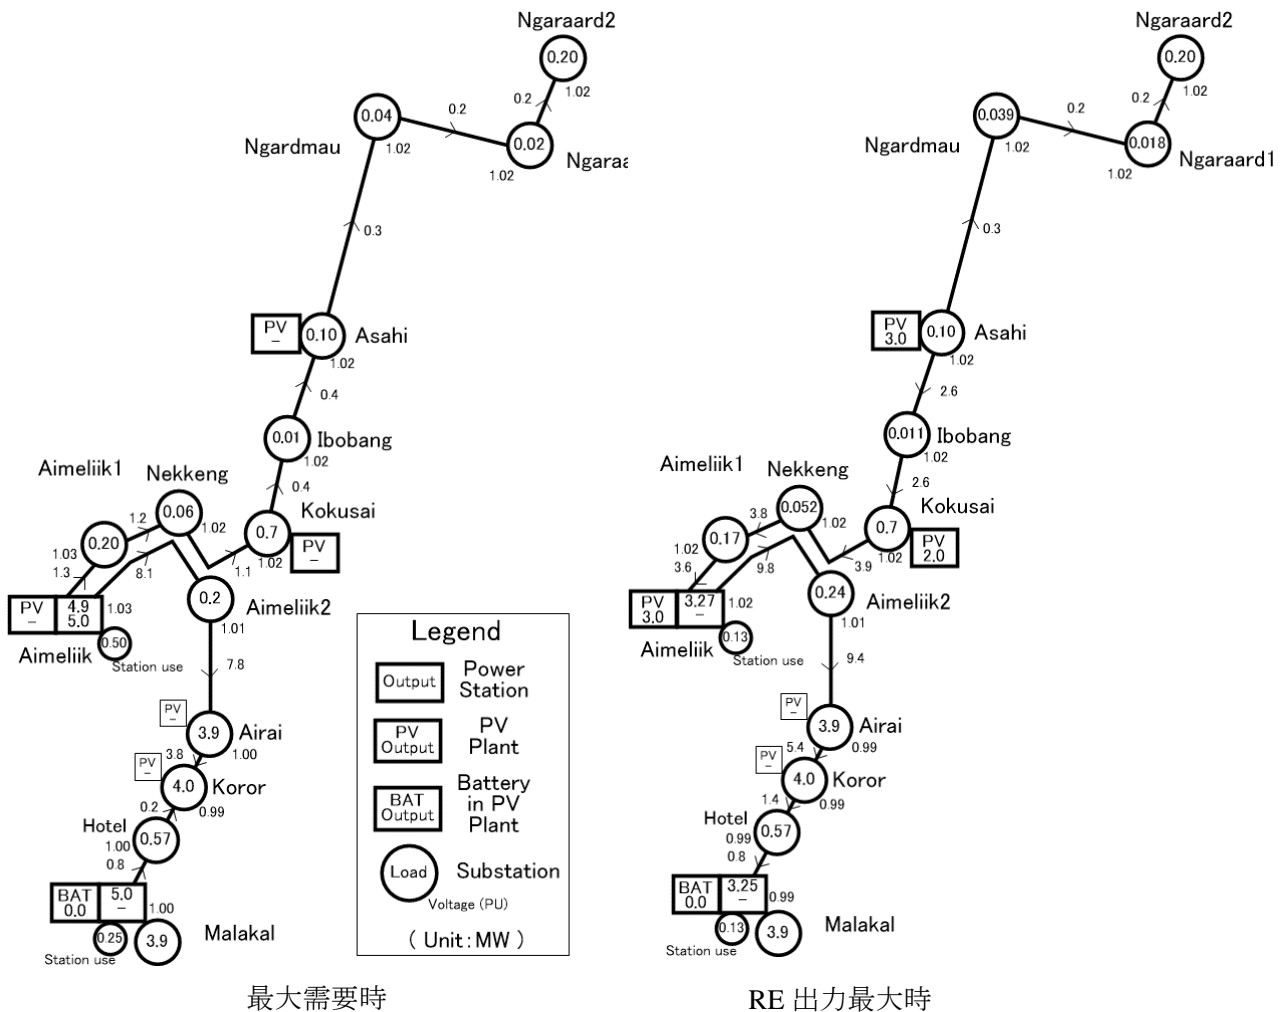 Ngaraard2
0.20
1.02
0.2
0.04
0.2
0.02
Ngardmau
1.02
1.02
0.3
PV
–
0.10
Asahi
1.02
0.4
0.01
Ibobang
1.02
0.4
Aimeliik1
Nekkeng
0.06
Kokusai
1.2
1.02
0.7
PV
–
0.20
1.03
1.02
1.3
8.1
1.1
PV
–
4.9
5.0
1.03
0.2
Aimeliik2
1.01
0.50
Aimeliik
Station use
7.8
PV
–
3.9
Airai
1.00
3.8
PV
–
4.0
Koror
0.99
0.2
Hotel
1.00
0.57
0.8
BAT
0.0
5.0
–
1.00
0.25
3.9
Malakal
Station use
最大需要時
Legend
Output
Power
Station
PV
Output
PV
Plant
BAT
Output
Battery
in PV
Plant
Load
Substation
Voltage (PU)
( Unit : MW )
Ngaraard2
0.20
1.02
0.2
0.039
0.2
0.018
Ngardmau
1.02
Ngaraard1
1.02
0.3
PV
3.0
0.10
Asahi
1.02
2.6
0.011
Ibobang
1.02
2.6
Aimeliik1
Nekkeng
0.052
Kokusai
3.8
1.02
0.7
PV
2.0
0.17
1.02
1.02
3.6
9.8
3.9
PV
3.0
3.27
–
1.02
0.24
Aimeliik2
1.01
0.13
Aimeliik
Station use
9.4
PV
–
3.9
Airai
0.99
5.4
PV
–
4.0
Koror
0.99
1.4
Hotel
0.99
0.57
0.8
BAT
0.0
3.25
–
0.99
0.13
3.9
Malakal
Station use
RE 出力最大時